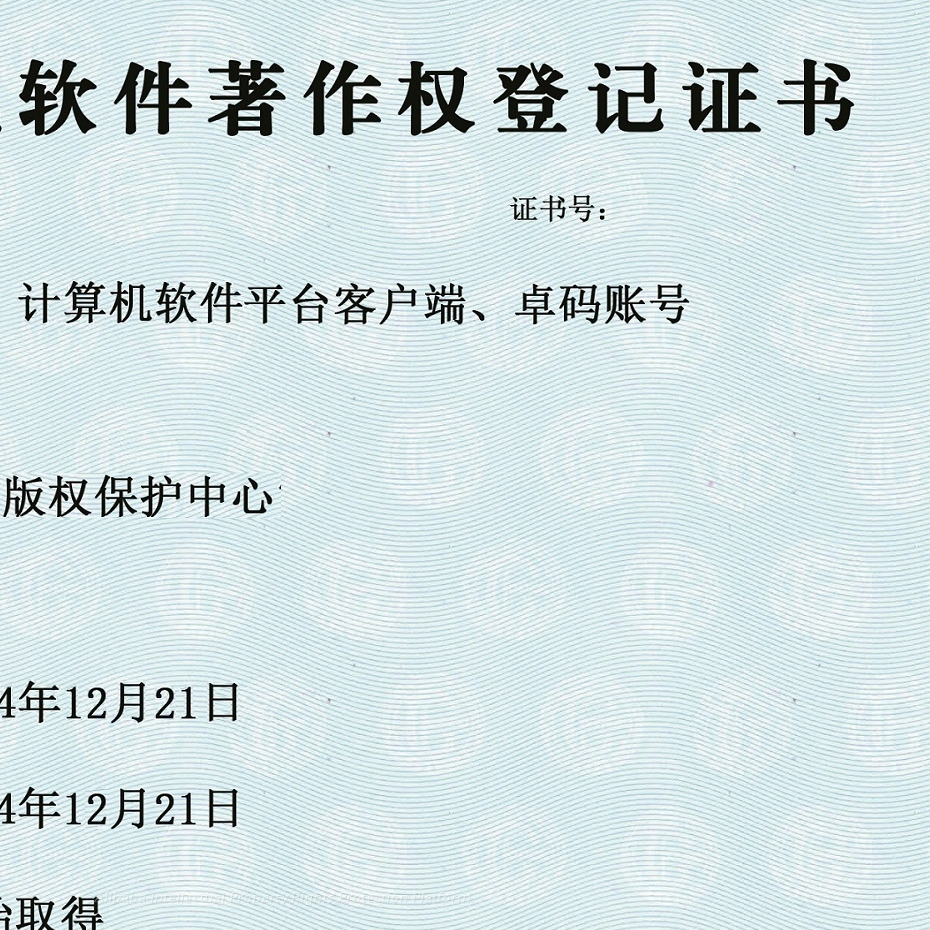 软件著作权登记证书
证书号：
计算机软件平台客户端、卓码账号
版权保护中心
4年12月21日
4年12月21日
始取得